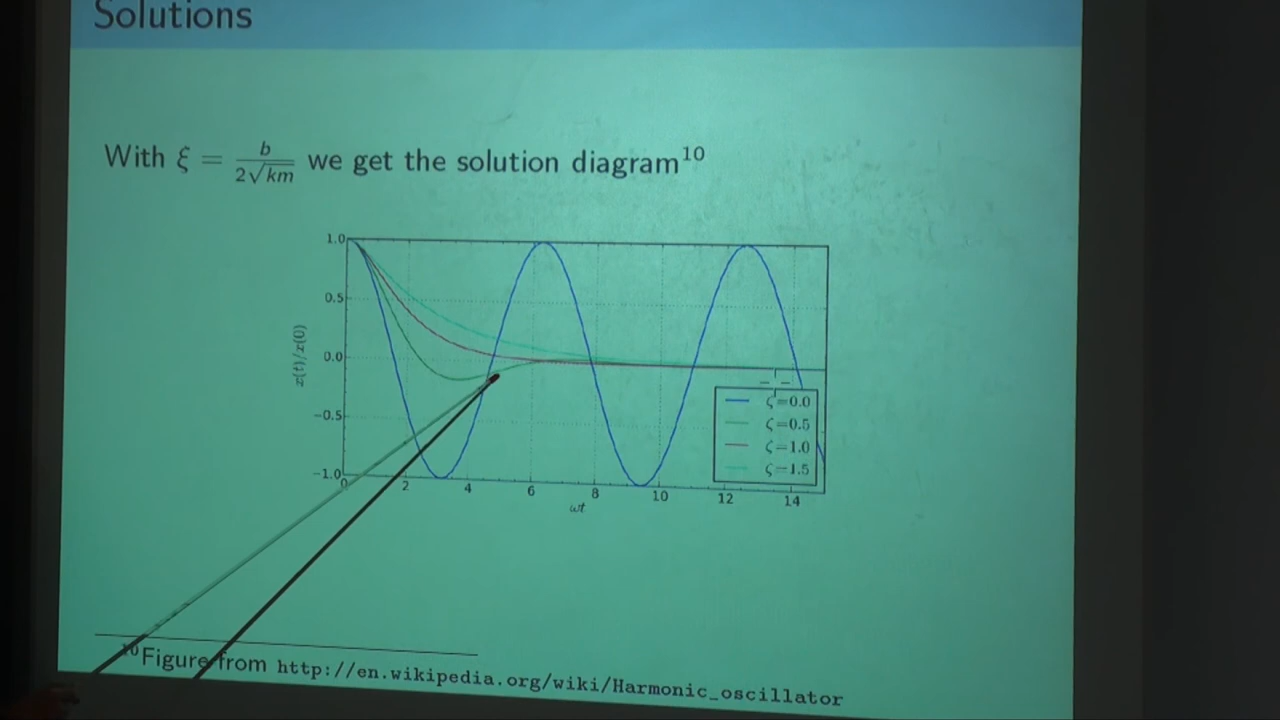 Solutions
With ξ = b / 2√km we get the solution diagram10
1.0
0.5
0.0
−0.5
−1.0
x(t)/x(0)
0 2 4 6 8 10 12 14
ωt
ζ=0.0
ζ=0.5
ζ=1.0
ζ=1.5
10Figure from http://en.wikipedia.org/wiki/Harmonic_oscillator